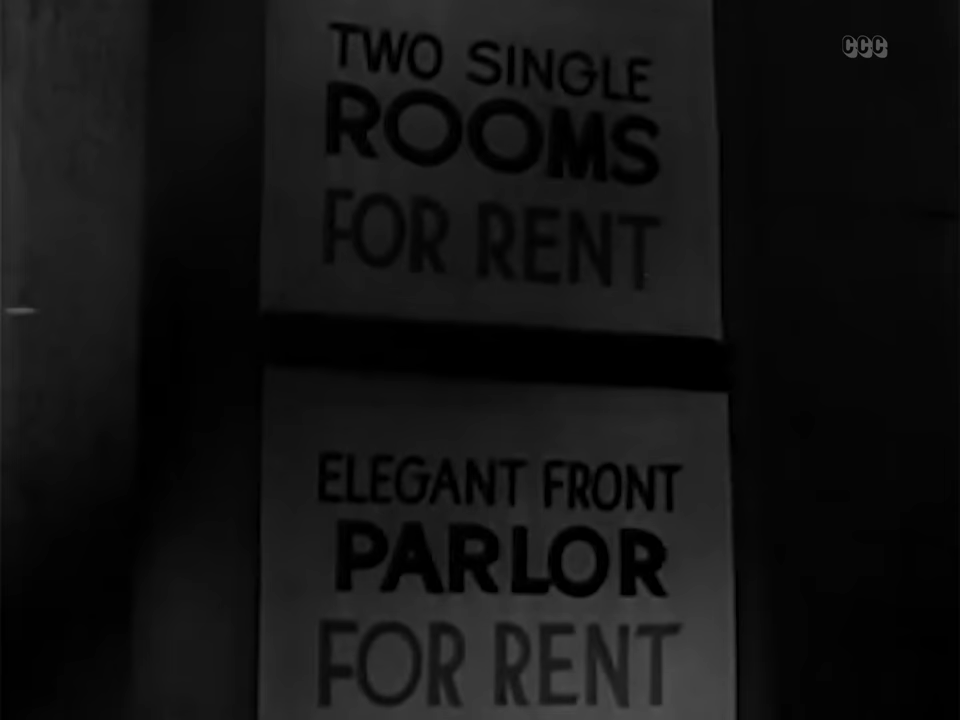 CCC
TWO SINGLE
ROOMS
FOR RENT
ELEGANT FRONT
PARLOR
FOR RENT